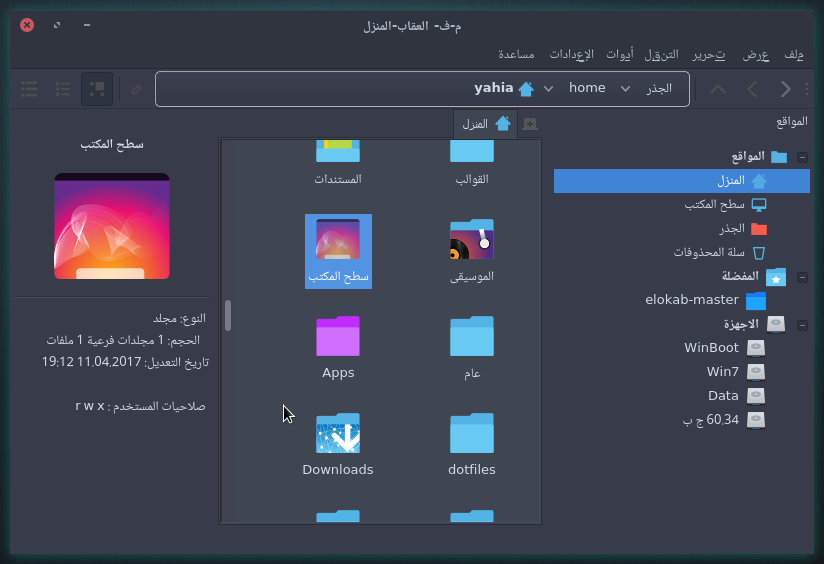 م-ف- العقاب-المنزل
ملف عرض تحرير التنقل أدوات الإعدادات مساعدة
الجذر home yahia
المواقع
المنزل
المواقع
المنزل
سطح المكتب
الجذر
سلة المحذوفات
المفضلة
elokab-master
الاجهزة
WinBoot
Win7
Data
60,34 ج ب
القوالب المستندات
الموسيقى سطح المكتب
عام Apps
dotfiles Downloads
سطح المكتب
النوع: مجلد
الحجم: 1 مجلدات فرعية 1 ملفات
تاريخ التعديل: 11.04.2017 19:12
صلاحيات المستخدم : r w x